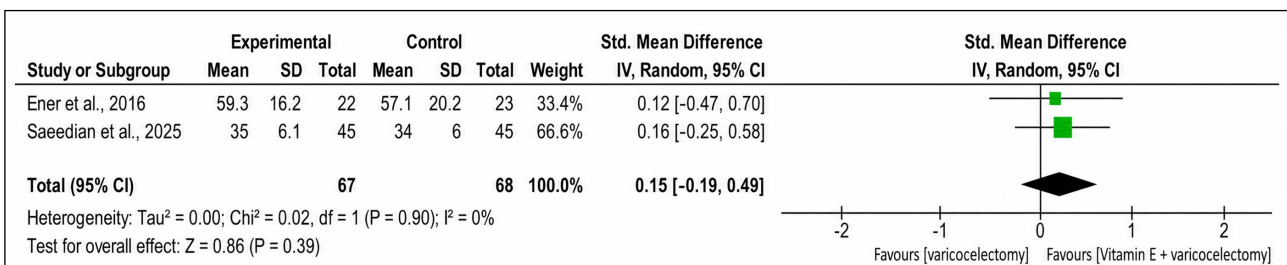 Experimental Control Std. Mean Difference Std. Mean Difference
Study or Subgroup Mean SD Total Mean SD Total Weight IV, Random, 95% CI IV, Random, 95% CI
Ener et al., 2016 59.3 16.2 22 57.1 20.2 23 33.4% 0.12 [-0.47, 0.70]
Saeedian et al., 2025 35 6.1 45 34 6 45 66.6% 0.16 [-0.25, 0.58]
Total (95% CI) 67 68 100.0% 0.15 [-0.19, 0.49]
Heterogeneity: Tau² = 0.00; Chi² = 0.02, df = 1 (P = 0.90); I² = 0%
Test for overall effect: Z = 0.86 (P = 0.39)
-2 -1 0 1 2
Favours [varicocelectomy] Favours [Vitamin E + varicocelectomy]